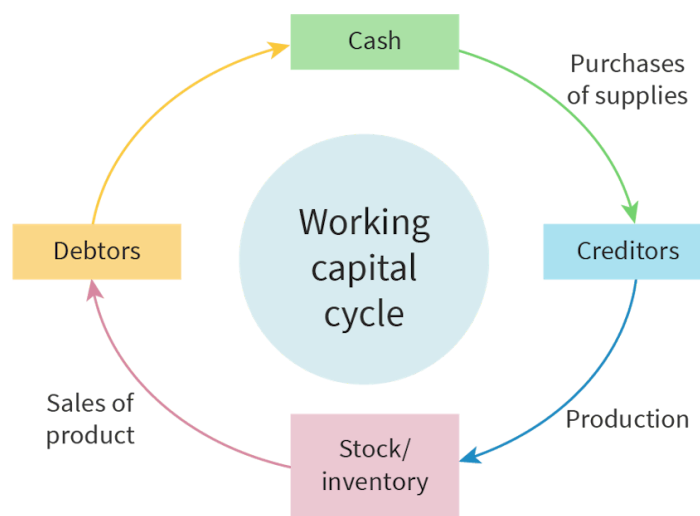 Cash
Purchases
of supplies
Working
capital
cycle
Debtors
Creditors
Sales of
product
Production
Stock/
inventory